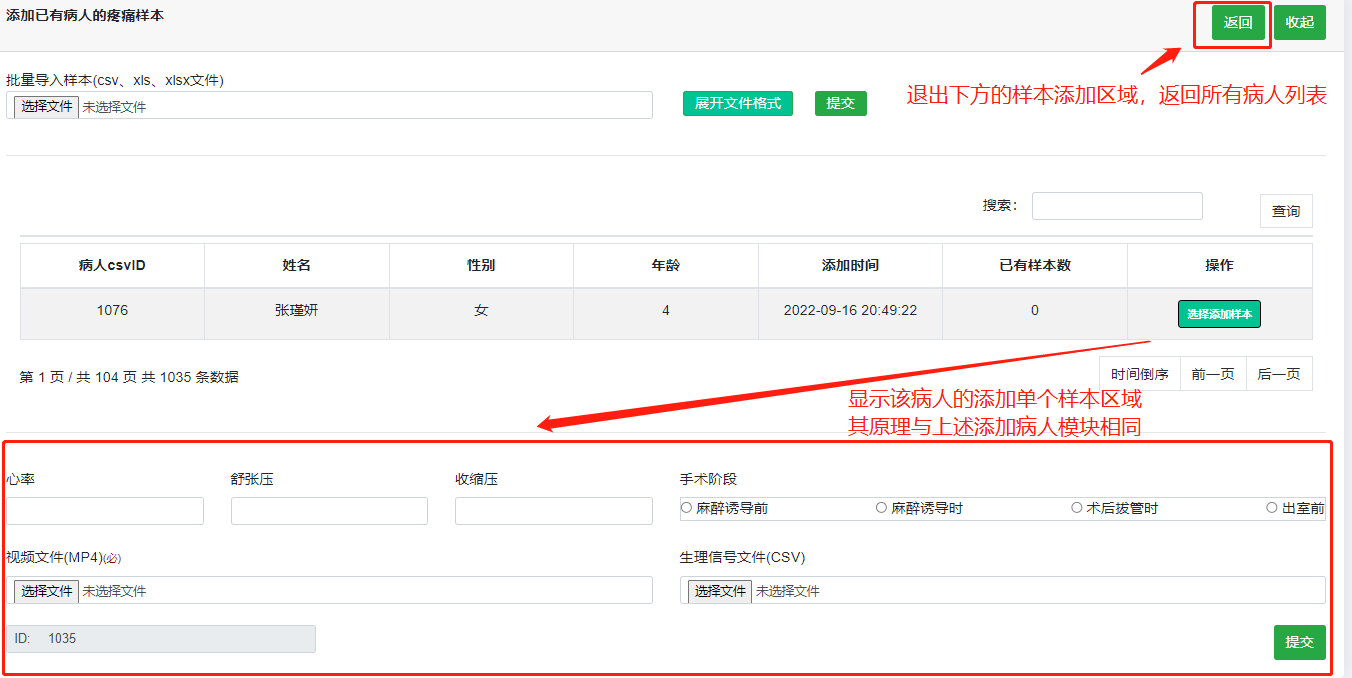 添加已有病人的疼痛样本
返回 收起
批量导入样本(csv、xls、xlsx文件)
选择文件 未选择文件 展开文件格式 提交
退出下方的样本添加区域，返回所有病人列表
搜索： 查询
病人csvID 姓名 性别 年龄 添加时间 已有样本数 操作
1076 张瑾妍 女 4 2022-09-16 20:49:22 0 选择添加样本
第 1 页 / 共 104 页 共 1035 条数据 时间倒序 前一页 后一页
显示该病人的添加单个样本区域
其原理与上述添加病人模块相同
心率 舒张压 收缩压 手术阶段
麻醉诱导前 麻醉诱导时 术后拔管时 出室前
视频文件(MP4)(必) 生理信号文件(CSV)
选择文件 未选择文件 选择文件 未选择文件
ID: 1035 提交